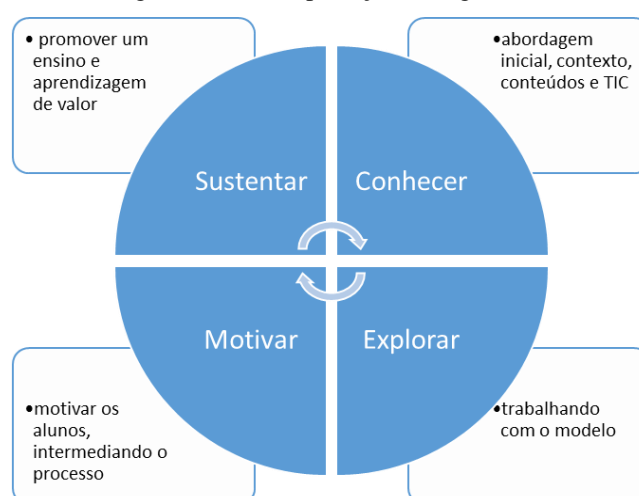 • promover um
ensino e
aprendizagem
de valor
•abordagem
inicial, contexto,
conteúdos e TIC
Sustentar
Conhecer
Motivar
Explorar
•motivar os
alunos,
intermediando o
processo
•trabalhando
com o modelo